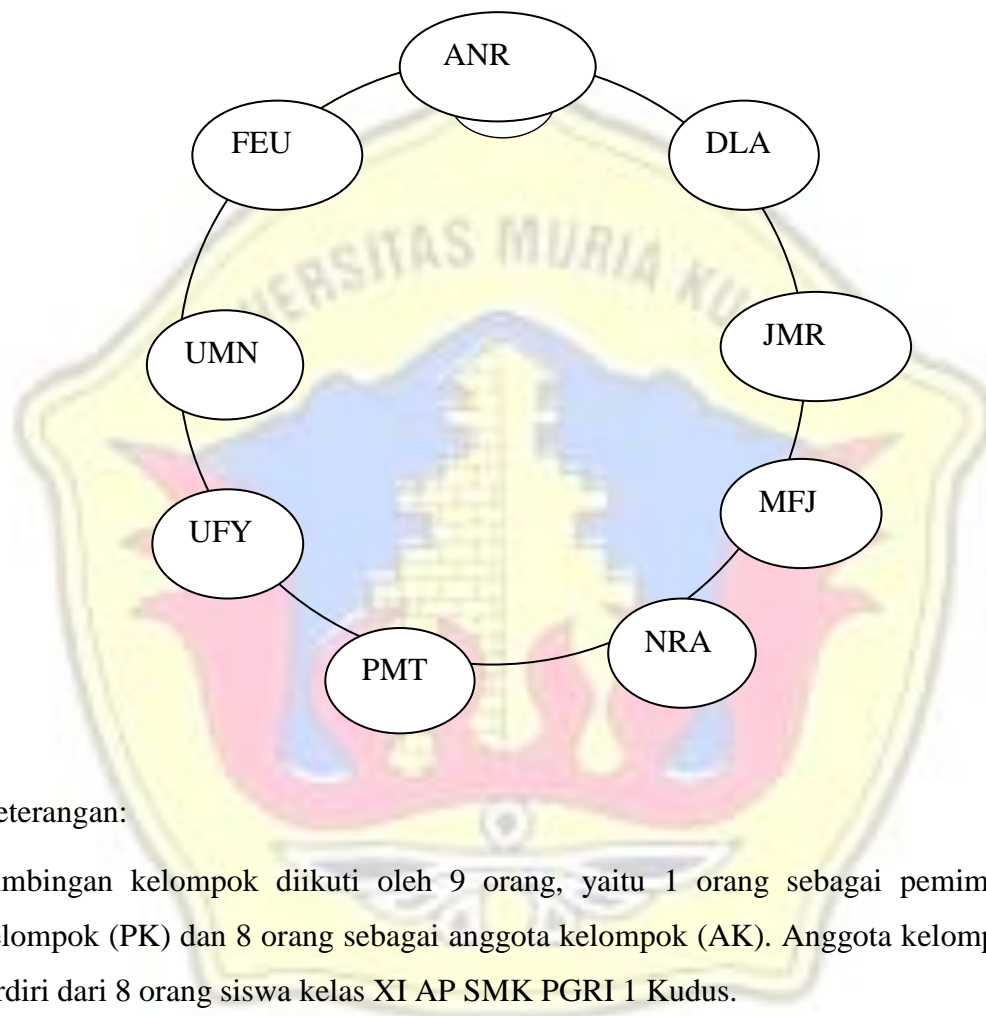 ANR
FEU
DLA
UNIVERSITAS MURIA KU
UMN
JMR
UFY
MFJ
PMT
NRA
eterangan:
mbingan kelompok diikuti oleh 9 orang, yaitu 1 orang sebagai pemim
elompok (PK) dan 8 orang sebagai anggota kelompok (AK). Anggota kelomp
rdiri dari 8 orang siswa kelas XI AP SMK PGRI 1 Kudus.